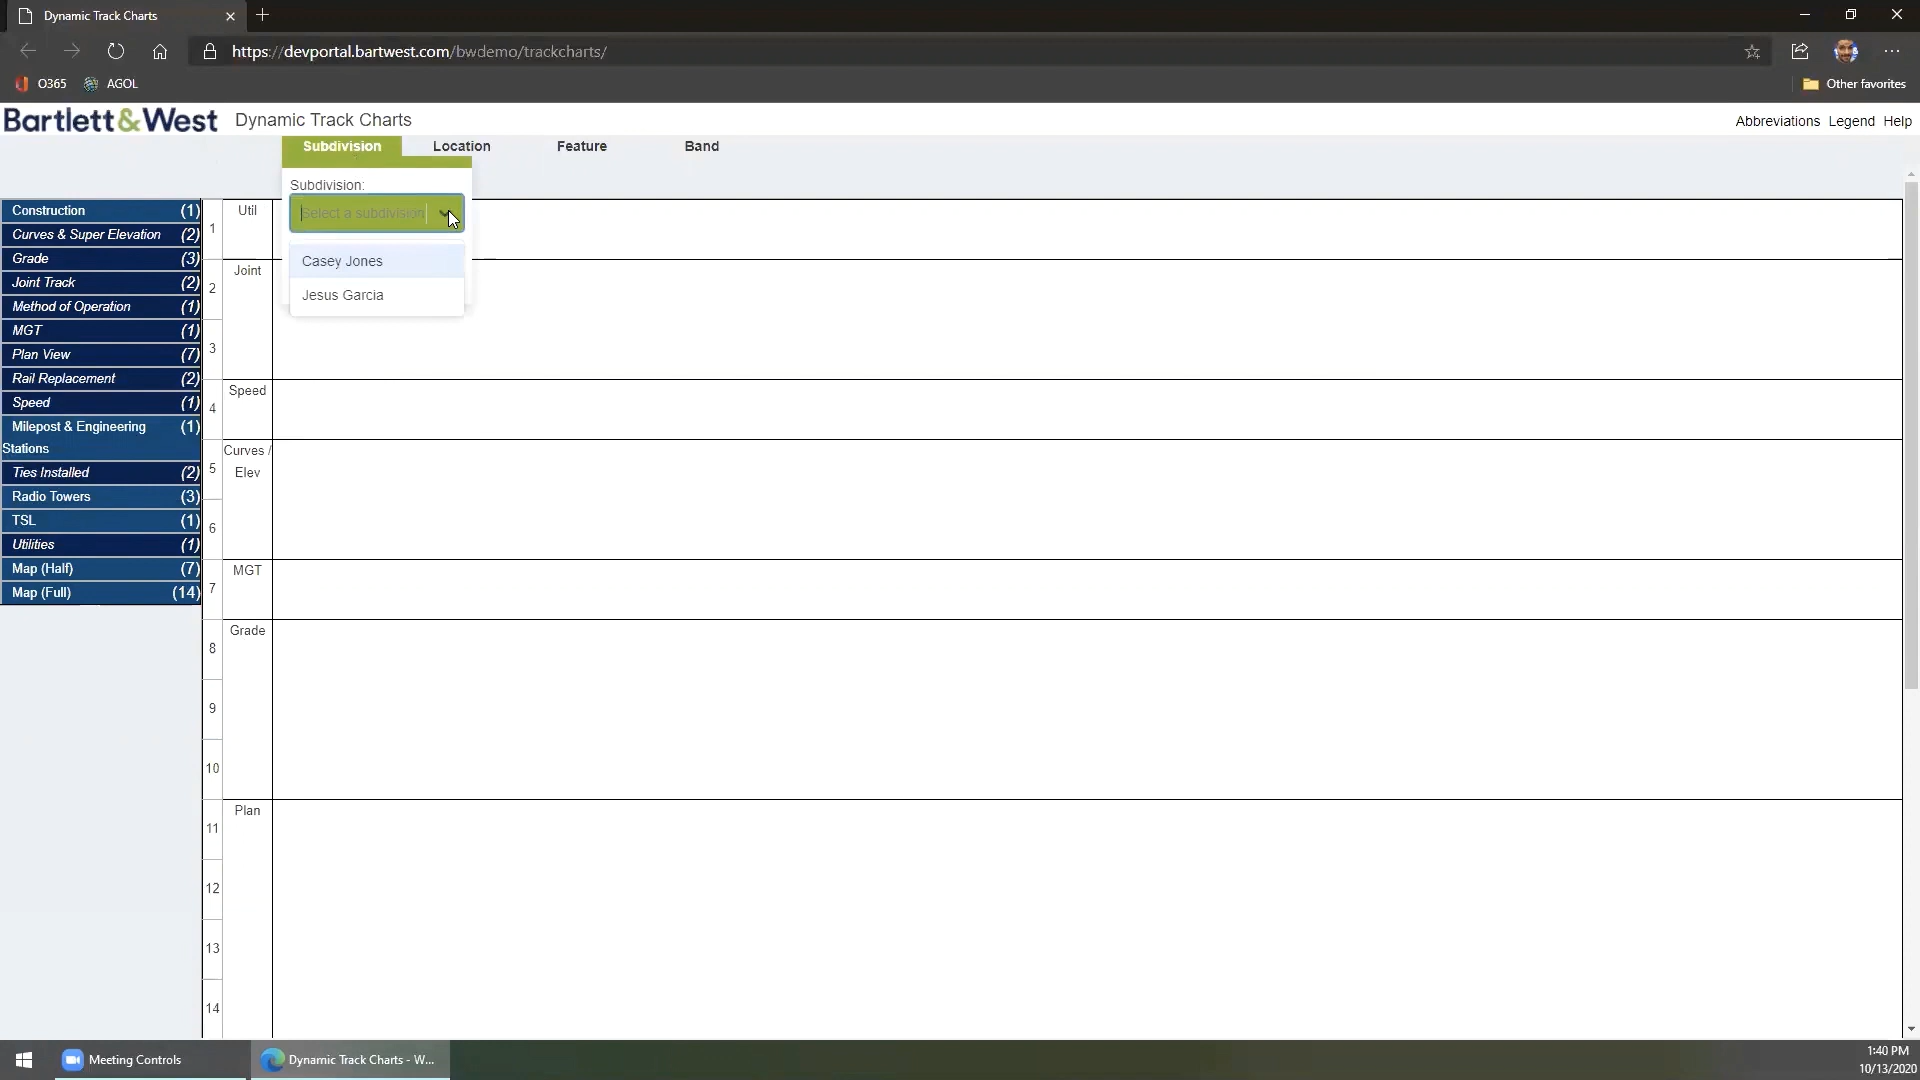 Dynamic Track Charts
https://devportal.bartwest.com/bwdemo/trackcharts/
O365 AGOL Other favorites
Bartlett&West Dynamic Track Charts Abbreviations Legend Help
Subdivision Location Feature Band
Subdivision:
Select a subdivision
Casey Jones
Jesus Garcia
Construction (1)
Curves & Super Elevation (2)
Grade (3)
Joint Track (2)
Method of Operation (1)
MGT (1)
Plan View (7)
Rail Replacement (2)
Speed (1)
Milepost & Engineering (1)
Stations
Ties Installed (2)
Radio Towers (3)
TSL (1)
Utilities (1)
Map (Half) (7)
Map (Full) (14)
1 Util
2 Joint
3
4 Speed
5 Curves /
Elev
6
7 MGT
8 Grade
9
10
11 Plan
12
13
14
Meeting Controls
Dynamic Track Charts - W...
1:40 PM
10/13/2020